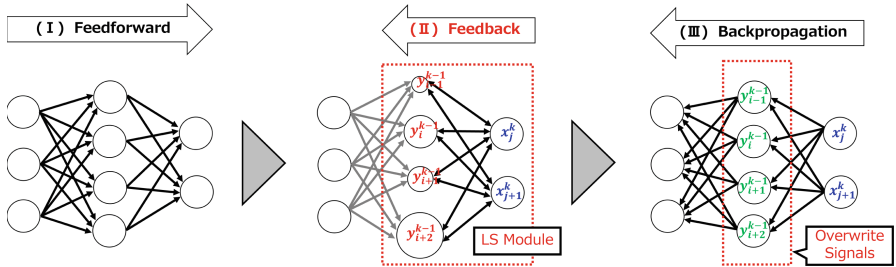 (Ⅰ) Feedforward
(Ⅱ) Feedback
(Ⅲ) Backpropagation
y_{i-1}^{k-1}
y_i^{k-1}
y_{i+1}^{k-1}
y_{i+2}^{k-1}
x_j^k
x_{j+1}^k
LS Module
y_{i-1}^{k-1}
y_i^{k-1}
y_{i+1}^{k-1}
y_{i+2}^{k-1}
x_j^k
x_{j+1}^k
Overwrite
Signals